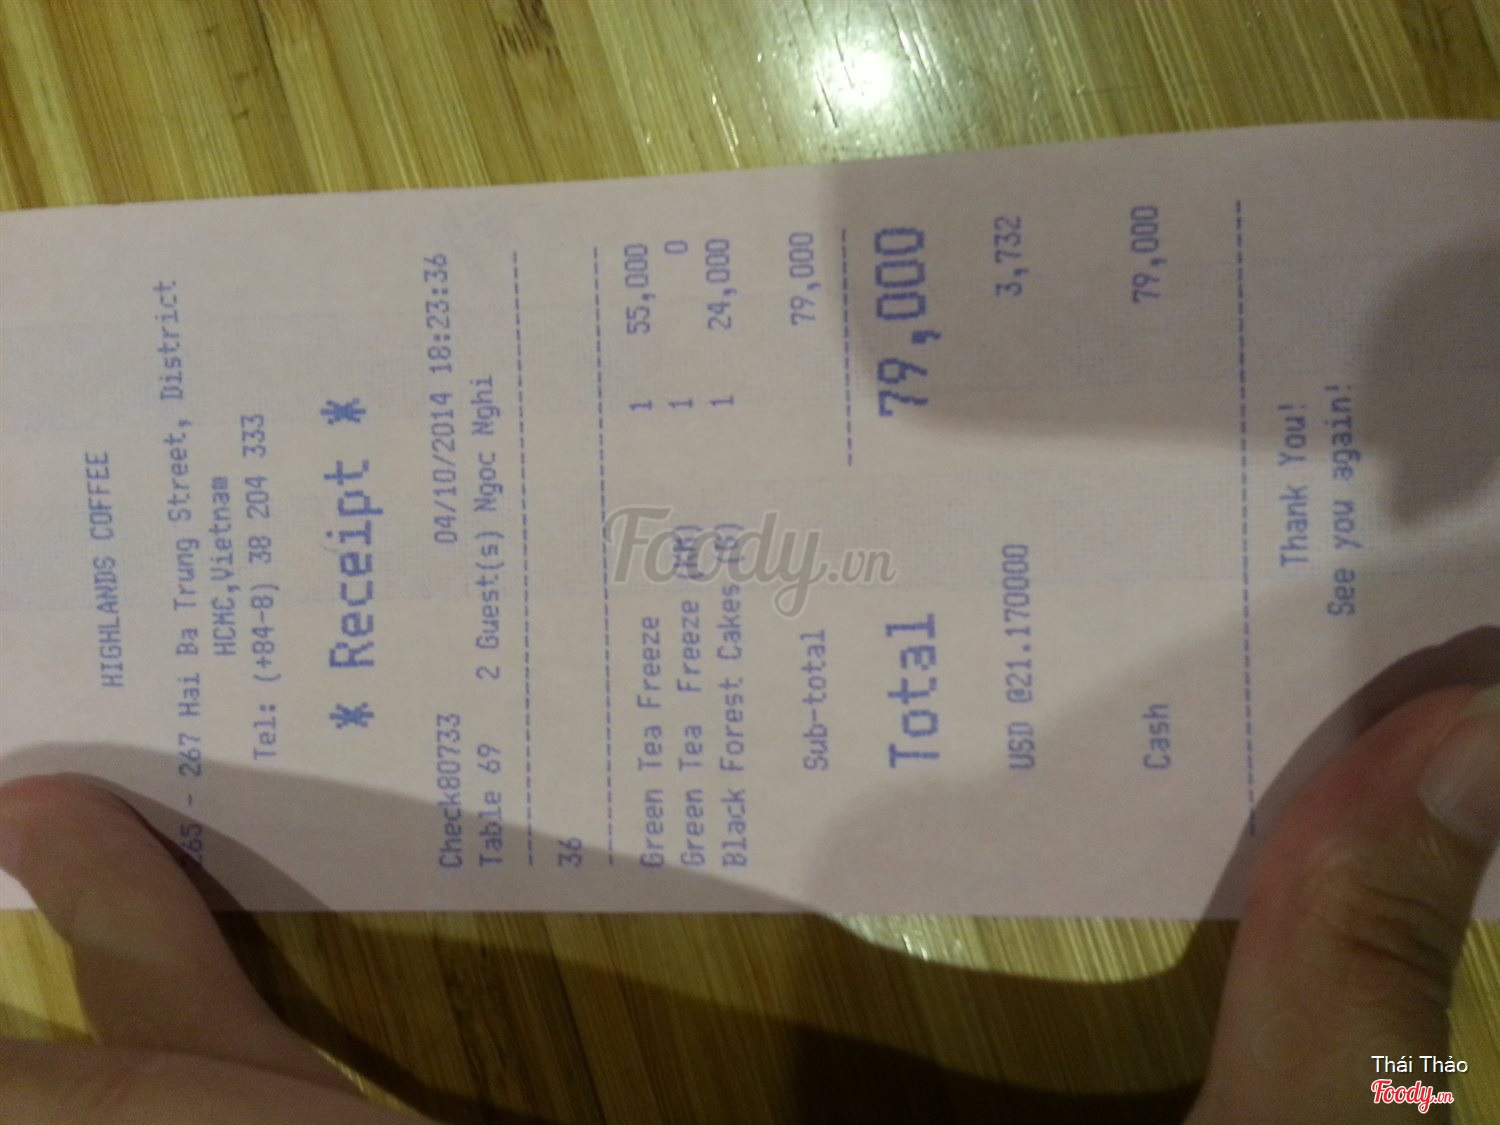 HIGHLANDS COFFEE
265 - 267 Hai Ba Trung Street, District
HCMC,Vietnam
Tel: (+84-8) 38 204 333
* Receipt *
Check80733 04/10/2014 18:23:36
Table 69 2 Guest(s) Ngoc Nghi
36
Green Tea Freeze 1 55,000
Green Tea Freeze (KM) 1 0
Black Forest Cakes (S) 1 24,000
Sub-total 79,000
Total 79,000
USD @21.170000 3,732
Cash 79,000
Thank You!
See you again!
Foody.vn
Thái Thảo
Foody.vn